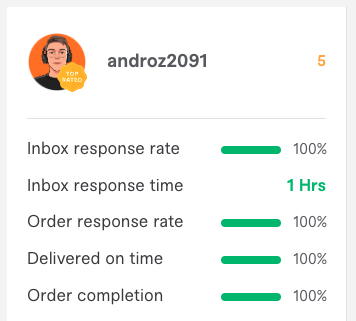 androz2091
5
TOP
RATED
Inbox response rate 100%
Inbox response time 1 Hrs
Order response rate 100%
Delivered on time 100%
Order completion 100%